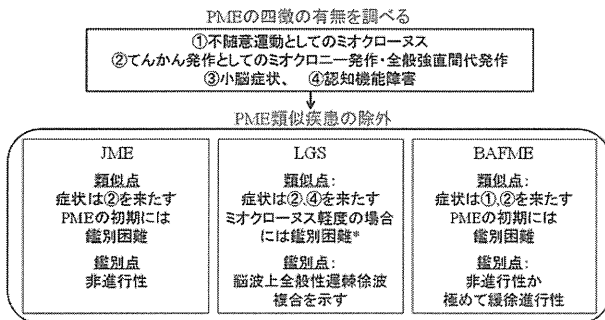 PMEの四徴の有無を調べる
①不随意運動としてのミオクローヌス
②てんかん発作としてのミオクロニー発作・全般強直間代発作
③小脳症状、 ④認知機能障害
PME類似疾患の除外
JME
類似点
症状は②を来たす
PMEの初期には
鑑別困難
鑑別点
非進行性
LGS
類似点:
症状は②,④を来たす
ミオクローヌス軽度の場合
には鑑別困難*
鑑別点:
脳波上全般性遅棘徐波
複合を示す
BAFME
類似点:
症状は①,②を来たす
PMEの初期には
鑑別困難
鑑別点:
非進行性か
極めて緩徐進行性